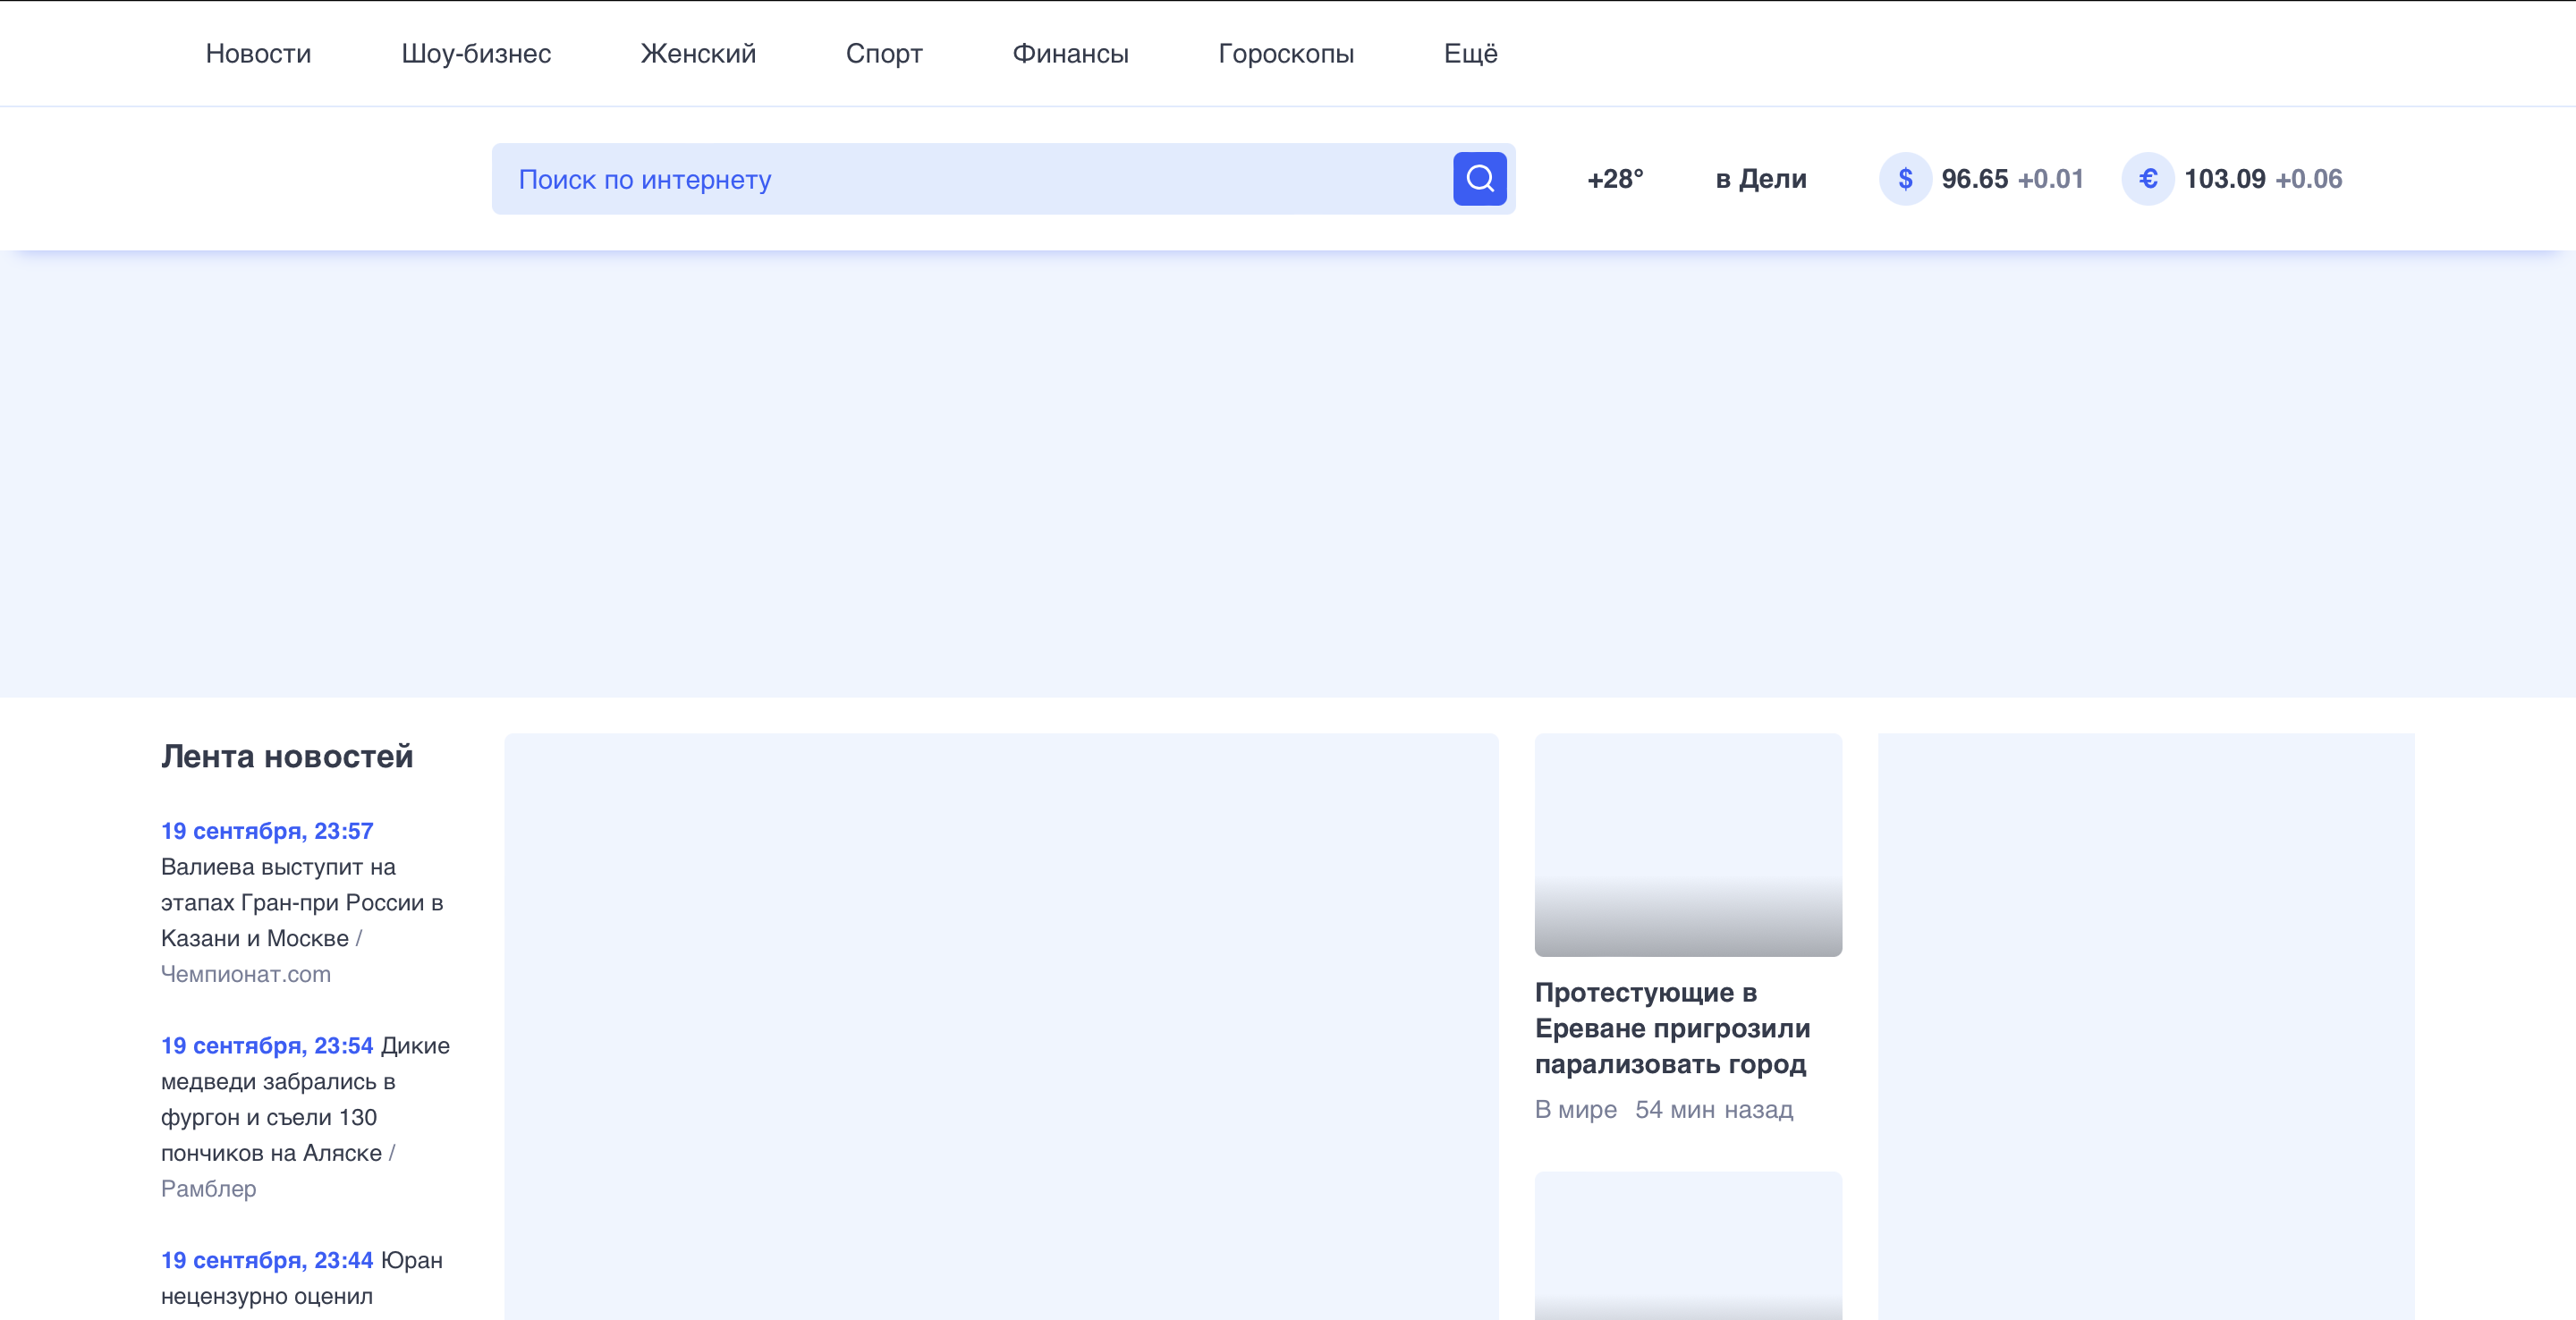 Новости Шоу-бизнес Женский Спорт Финансы Гороскопы Ещё
Поиск по интернету +28° в Дели $ 96.65 +0.01 € 103.09 +0.06
Лента новостей
19 сентября, 23:57
Валиева выступит на
этапах Гран-при России в
Казани и Москве /
Чемпионат.com
19 сентября, 23:54 Дикие
медведи забрались в
фургон и съели 130
пончиков на Аляске /
Рамблер
19 сентября, 23:44 Юран
нецензурно оценил
Протестующие в
Ереване пригрозили
парализовать город
В мире 54 мин назад